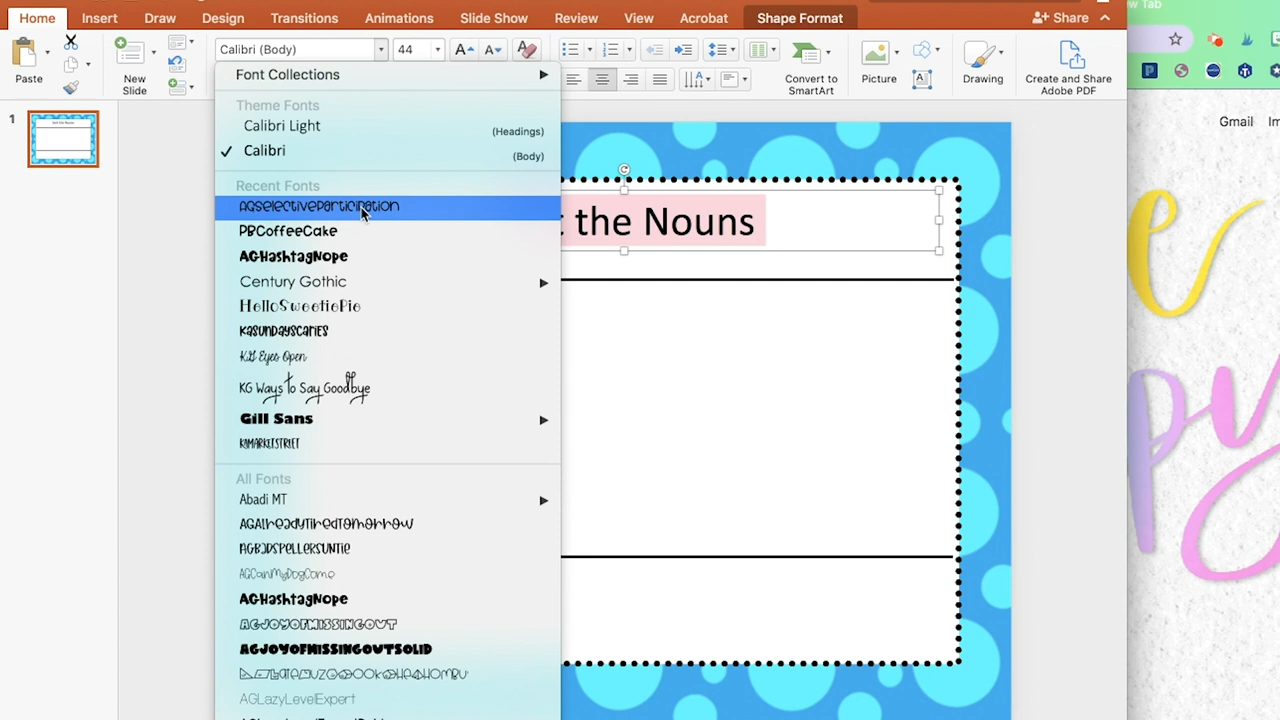 Home Insert Draw Design Transitions Animations Slide Show Review View Acrobat Shape Format Share
Calibri (Body) 44
Paste New Slide Convert to SmartArt Picture Drawing Create and Share Adobe PDF
Font Collections
Theme Fonts
Calibri Light (Headings)
Calibri (Body)
Recent Fonts
AGSelectiveParticipation
PBCoffeeCake
AGHashtagNope
Century Gothic
HelloSweetiePie
KASUNDAYSCARIES
KG Eyes Open
KG Ways to Say Goodbye
Gill Sans
KAMARKETSTREET
All Fonts
Abadi MT
AGAlreadyTiredTomorrow
AGBADSPELLERSUNTIE
AGCanMyDogCome
AGHashtagNope
AGJOYOFMISSINGOUT
AGJOYOFMISSINGOUTSOLID
AGLazyLevelExpert
1
the Nouns
Gmail